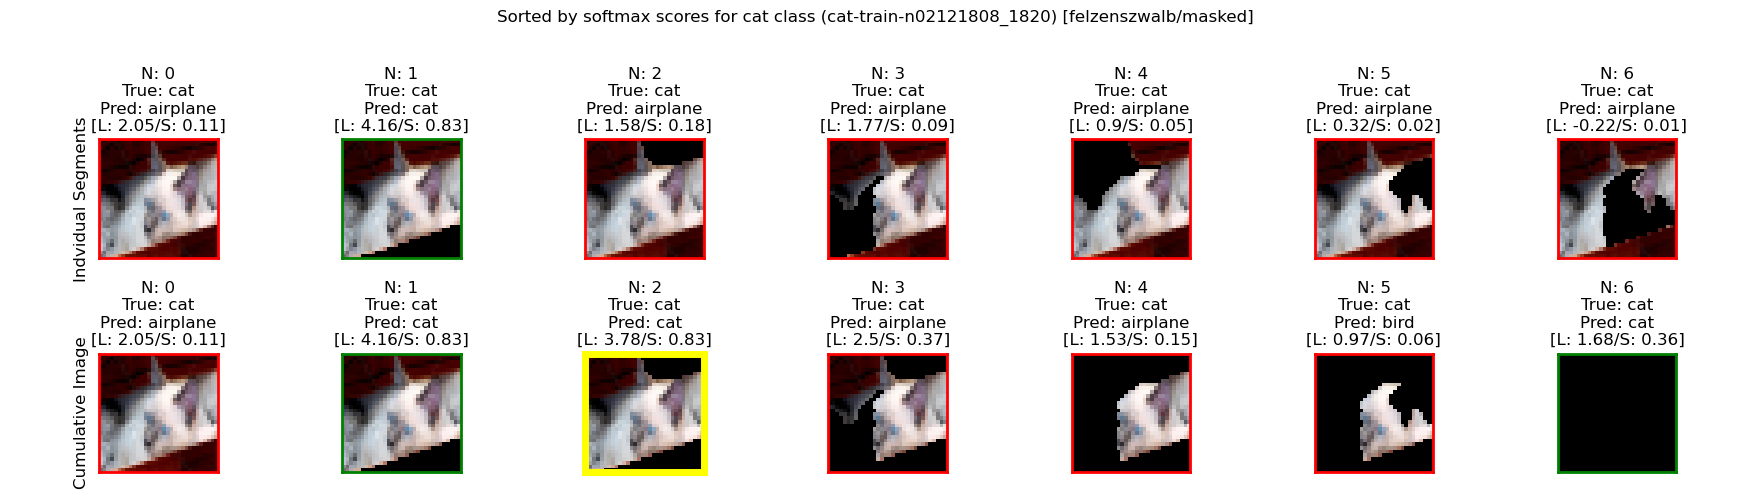 Sorted by softmax scores for cat class (cat-train-n02121808_1820) [felzenszwalb/masked]
Indvidual Segments
N: 0
True: cat
Pred: airplane
[L: 2.05/S: 0.11]
N: 1
True: cat
Pred: cat
[L: 4.16/S: 0.83]
N: 2
True: cat
Pred: airplane
[L: 1.58/S: 0.18]
N: 3
True: cat
Pred: airplane
[L: 1.77/S: 0.09]
N: 4
True: cat
Pred: airplane
[L: 0.9/S: 0.05]
N: 5
True: cat
Pred: airplane
[L: 0.32/S: 0.02]
N: 6
True: cat
Pred: airplane
[L: -0.22/S: 0.01]
Cumulative Image
N: 0
True: cat
Pred: airplane
[L: 2.05/S: 0.11]
N: 1
True: cat
Pred: cat
[L: 4.16/S: 0.83]
N: 2
True: cat
Pred: cat
[L: 3.78/S: 0.83]
N: 3
True: cat
Pred: airplane
[L: 2.5/S: 0.37]
N: 4
True: cat
Pred: airplane
[L: 1.53/S: 0.15]
N: 5
True: cat
Pred: bird
[L: 0.97/S: 0.06]
N: 6
True: cat
Pred: cat
[L: 1.68/S: 0.36]